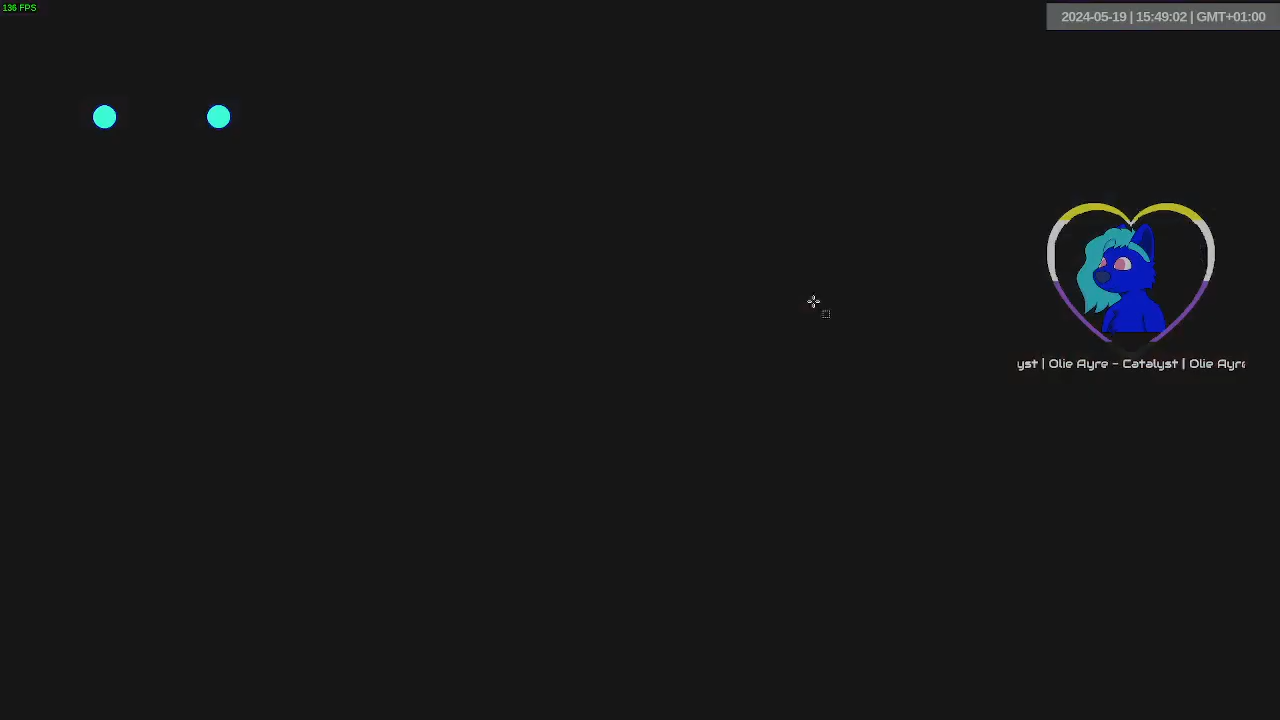 136 FPS
2024-05-19 | 15:49:02 | GMT+01:00
yst | Olie Ayre - Catalyst | Olie Ayre